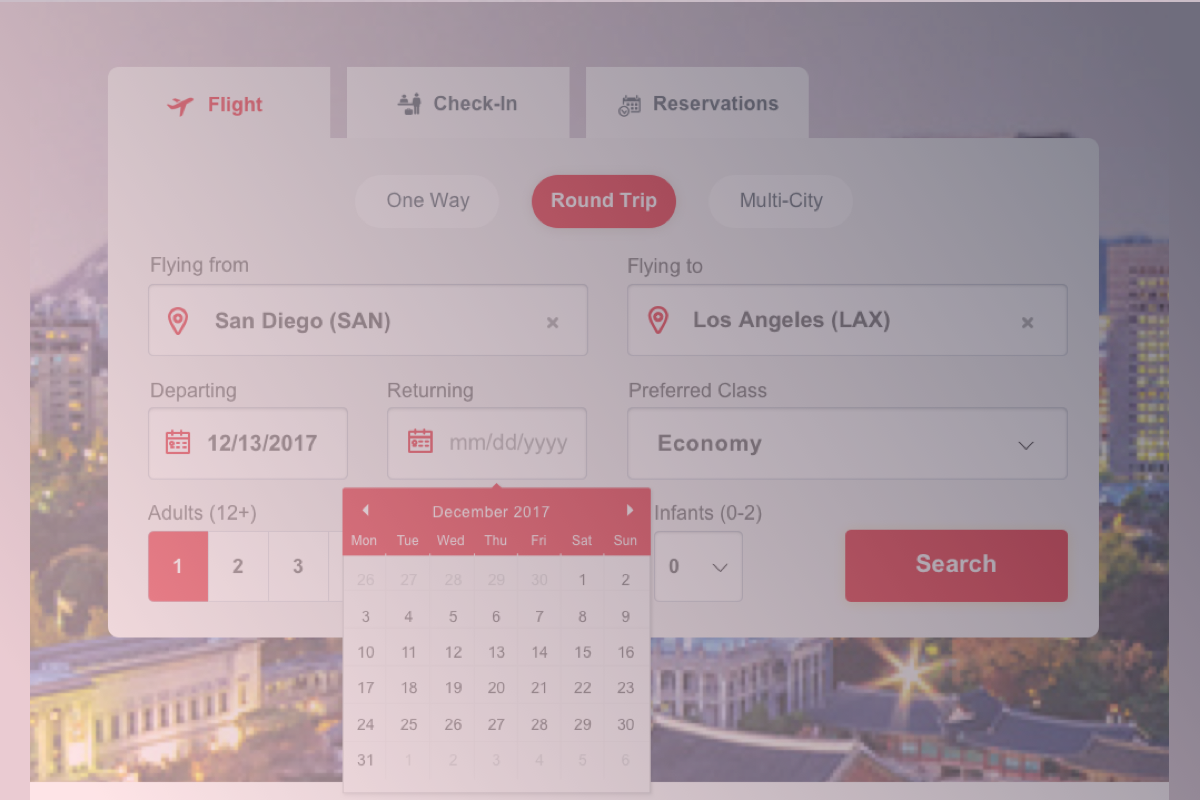 Flight
Check-In
Reservations
One Way
Round Trip
Multi-City
Flying from
Flying to
San Diego (SAN)
×
Los Angeles (LAX)
×
Departing
Returning
Preferred Class
12/13/2017
mm/dd/yyyy
Economy
Adults (12+)
Infants (0-2)
1 2 3
0
Search
December 2017
Mon Tue Wed Thu Fri Sat Sun
26 27 28 29 30 1 2
3 4 5 6 7 8 9
10 11 12 13 14 15 16
17 18 19 20 21 22 23
24 25 26 27 28 29 30
31 1 2 3 4 5 6